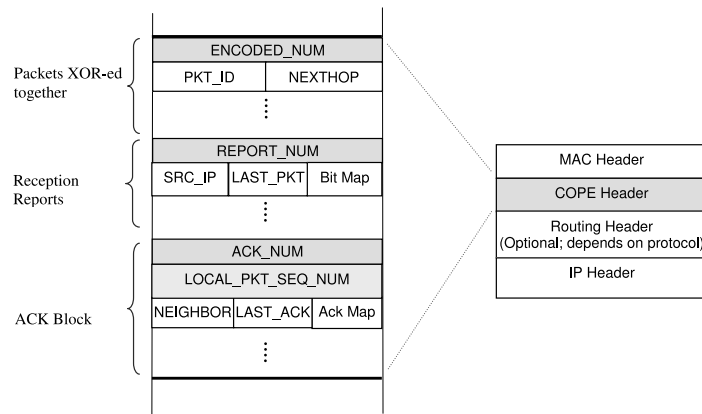 Packets XOR-ed
together
ENCODED_NUM
PKT_ID NEXTHOP
Reception
Reports
REPORT_NUM
SRC_IP LAST_PKT Bit Map
ACK Block
ACK_NUM
LOCAL_PKT_SEQ_NUM
NEIGHBOR LAST_ACK Ack Map
MAC Header
COPE Header
Routing Header
(Optional; depends on protocol)
IP Header